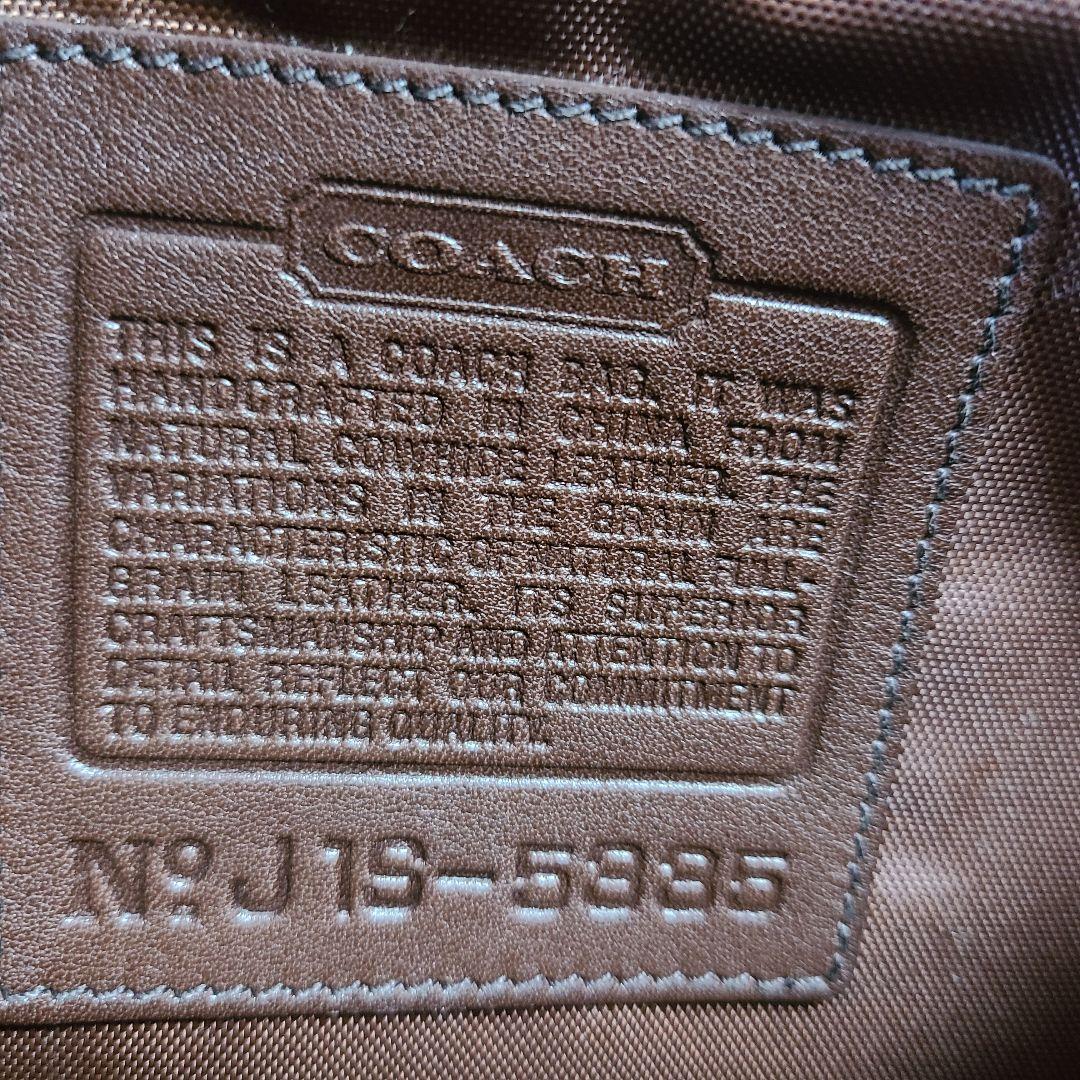 COACH
THIS IS A COACH BAG. IT WAS
HANDCRAFTED IN CHINA FROM
NATURAL COWHIDE LEATHER. THE
VARIATIONS IN THE GRAIN ARE
CHARACTERISTIC OF NATURAL FULL-
GRAIN LEATHER. ITS SUPERIOR
CRAFTSMANSHIP AND ATTENTION TO
DETAIL REFLECT OUR COMMITMENT
TO ENDURING QUALITY.
No